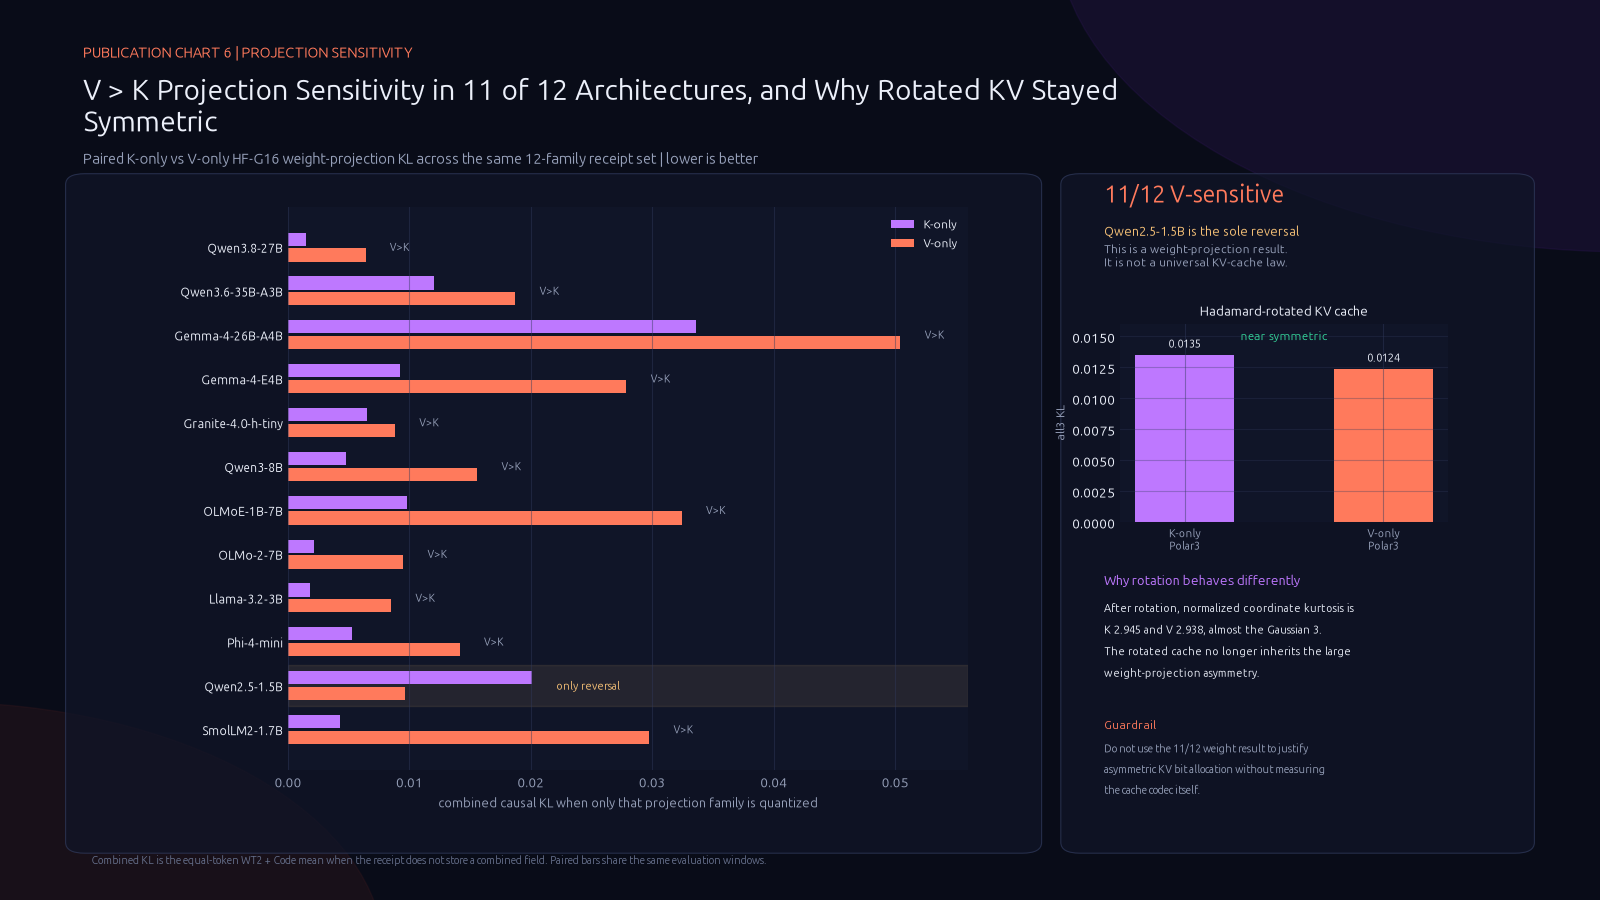 PUBLICATION CHART 6 | PROJECTION SENSITIVITY
V > K Projection Sensitivity in 11 of 12 Architectures, and Why Rotated KV Stayed
Symmetric
Paired K-only vs V-only HF-G16 weight-projection KL across the same 12-family receipt set | lower is better
K-only
V-only
Qwen3.8-27B
V>K
Qwen3.6-35B-A3B
V>K
Gemma-4-26B-A4B
V>K
Gemma-4-E4B
V>K
Granite-4.0-h-tiny
V>K
Qwen3-8B
V>K
OLMoE-1B-7B
V>K
OLMo-2-7B
V>K
Llama-3.2-3B
V>K
Phi-4-mini
V>K
Qwen2.5-1.5B
only reversal
SmolLM2-1.7B
V>K
0.00 0.01 0.02 0.03 0.04 0.05
combined causal KL when only that projection family is quantized
11/12 V-sensitive
Qwen2.5-1.5B is the sole reversal
This is a weight-projection result.
It is not a universal KV-cache law.
Hadamard-rotated KV cache
near symmetric
0.0135
0.0124
0.0150
0.0125
0.0100
0.0075
0.0050
0.0025
0.0000
all3 KL
K-only
Polar3
V-only
Polar3
Why rotation behaves differently
After rotation, normalized coordinate kurtosis is
K 2.945 and V 2.938, almost the Gaussian 3.
The rotated cache no longer inherits the large
weight-projection asymmetry.
Guardrail
Do not use the 11/12 weight result to justify
asymmetric KV bit allocation without measuring
the cache codec itself.
Combined KL is the equal-token WT2 + Code mean when the receipt does not store a combined field. Paired bars share the same evaluation windows.